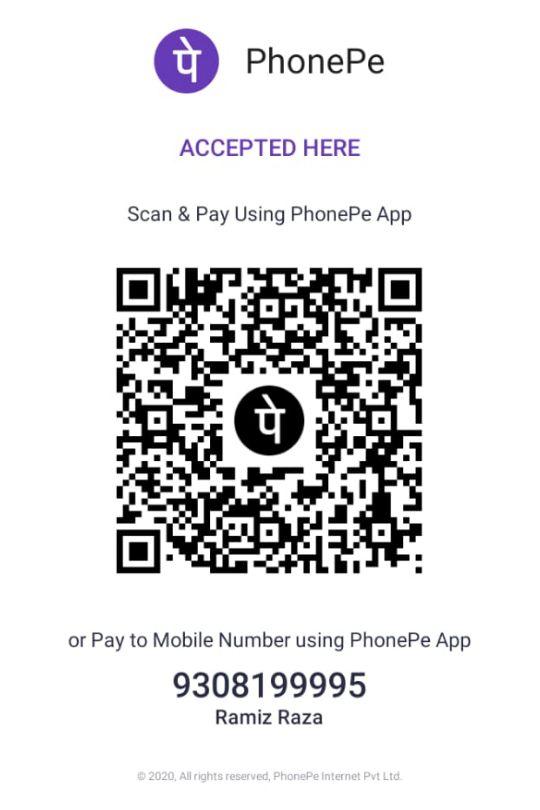 पे PhonePe
ACCEPTED HERE
Scan & Pay Using PhonePe App
पे
or Pay to Mobile Number using PhonePe App
9308199995
Ramiz Raza
© 2020, All rights reserved, PhonePe Internet Pvt Ltd.